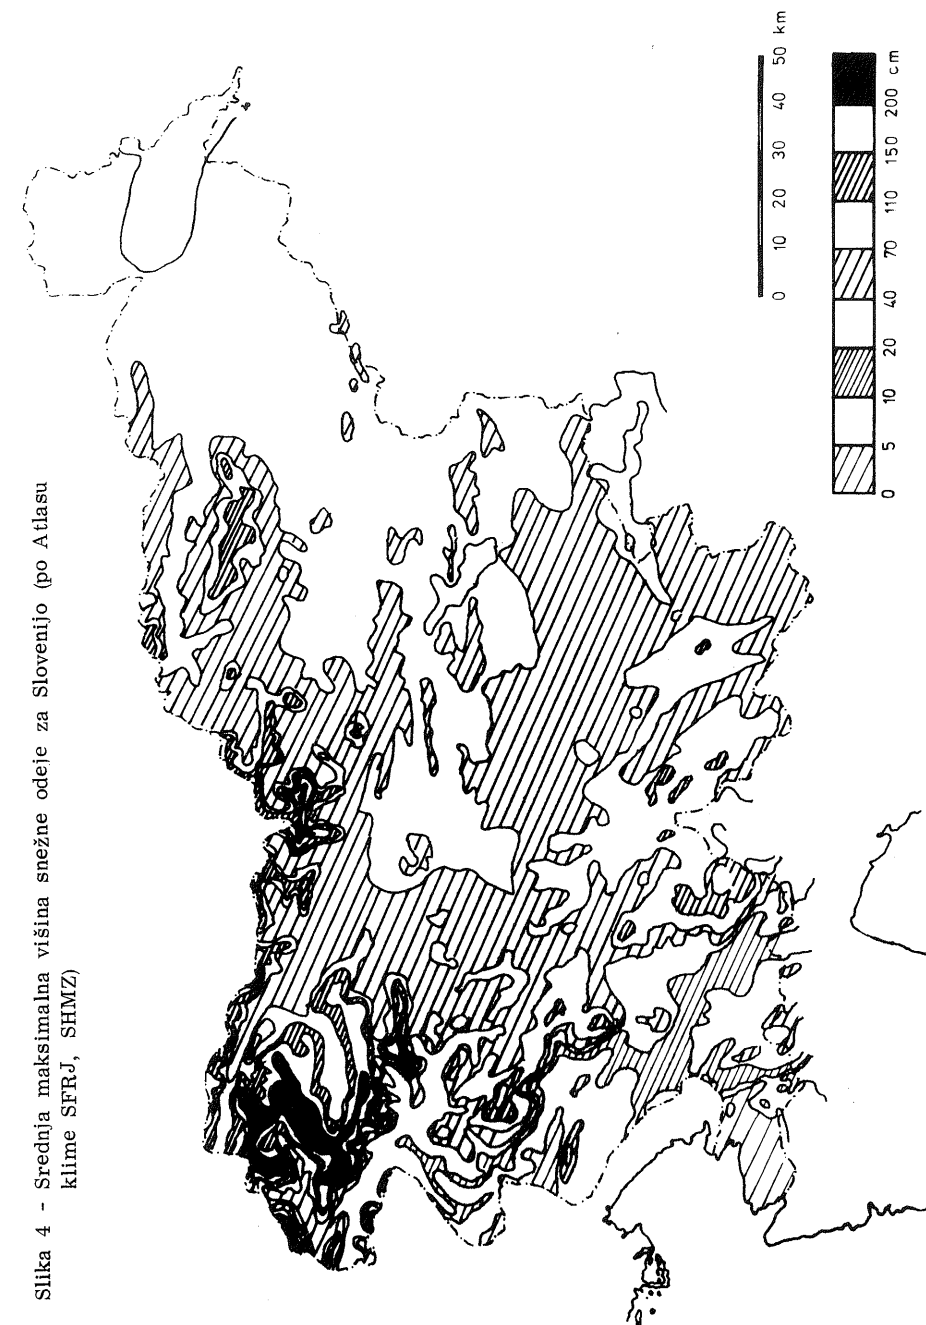 Slika 4 - Srednja maksimalna višina snežne odeje za Slovenijo (po Atlasu
klime SFRJ, SHMZ)
0 10 20 30 40 50 km
0 5 10 20 40 70 110 150 200 cm